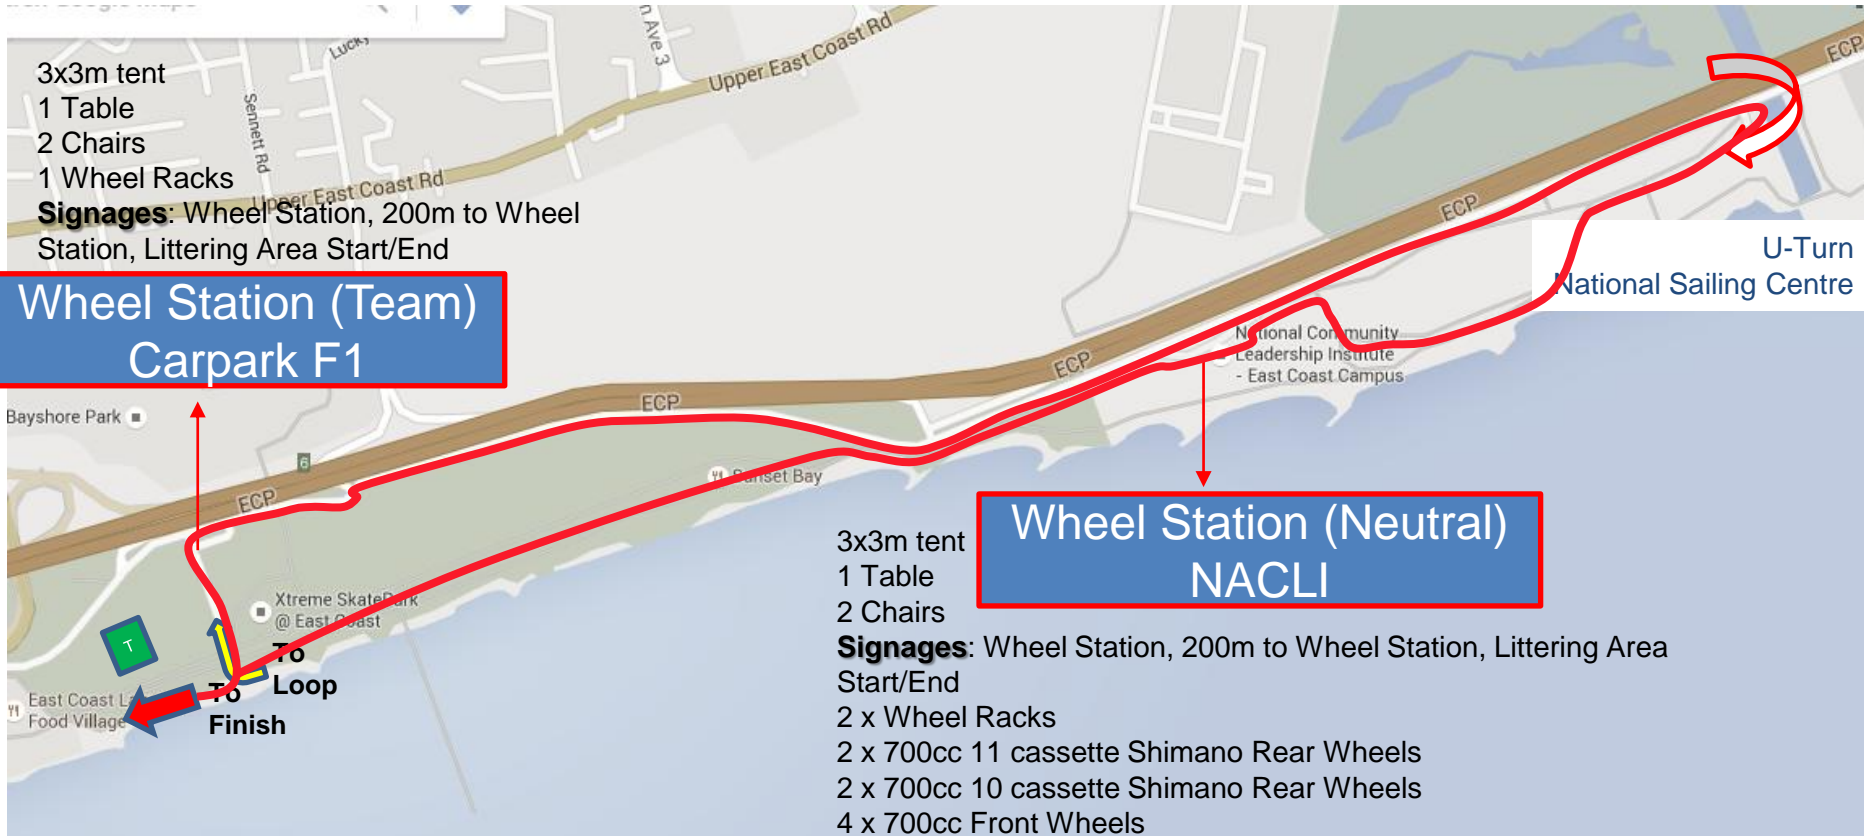 Lucky
n Ave 3
Upper East Coast Rd
ECP
3x3m tent
1 Table
2 Chairs
1 Wheel Racks
Signages: Wheel Station, 200m to Wheel
Station, Littering Area Start/End
Sennett Rd
Upper East Coast Rd
ECP
U-Turn
National Sailing Centre
Wheel Station (Team)
Carpark F1
National Community
Leadership Institute
- East Coast Campus
ECP
ECP
Bayshore Park
6
Sunset Bay
ECP
Wheel Station (Neutral)
NACLI
3x3m tent
1 Table
2 Chairs
Signages: Wheel Station, 200m to Wheel Station, Littering Area
Start/End
2 x Wheel Racks
2 x 700cc 11 cassette Shimano Rear Wheels
2 x 700cc 10 cassette Shimano Rear Wheels
4 x 700cc Front Wheels
Xtreme SkatePark
@ East Coast
T
To
Loop
East Coast La
Food Village
To
Finish